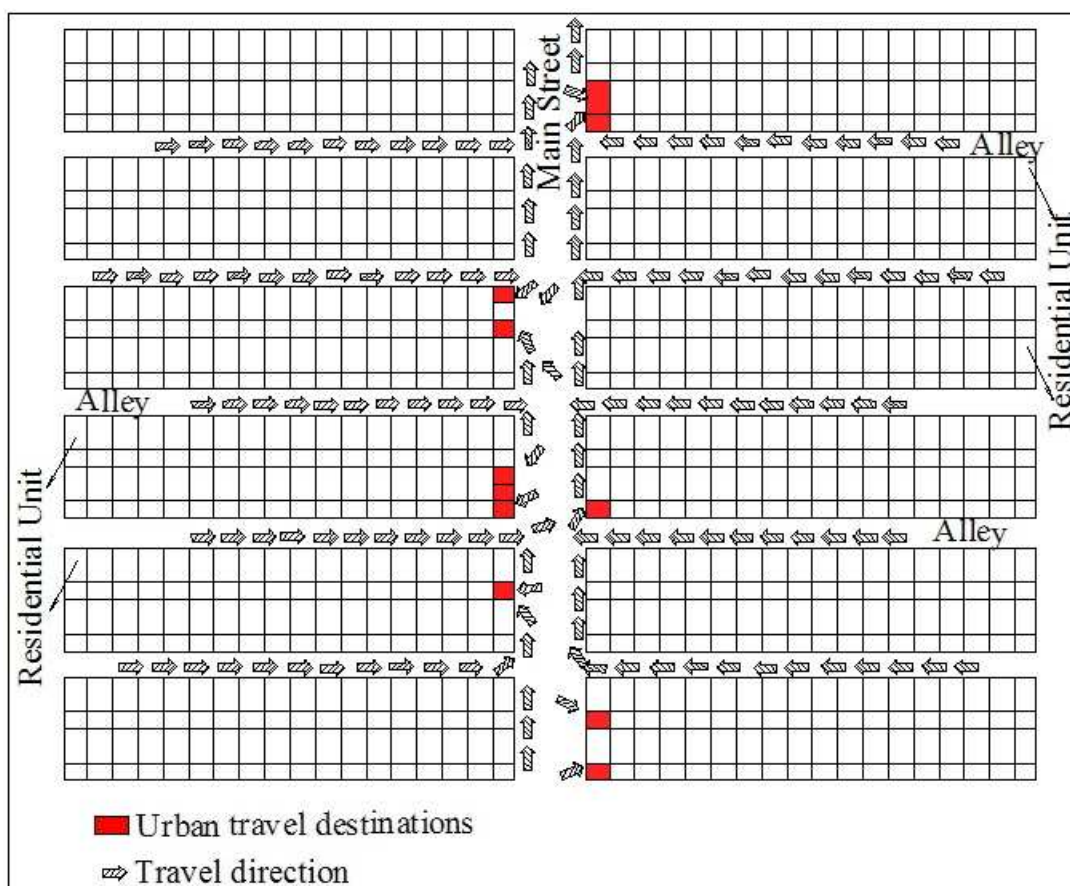 Main Street
Alley
Residential Unit
Alley
Residential Unit
Alley
Urban travel destinations
Travel direction